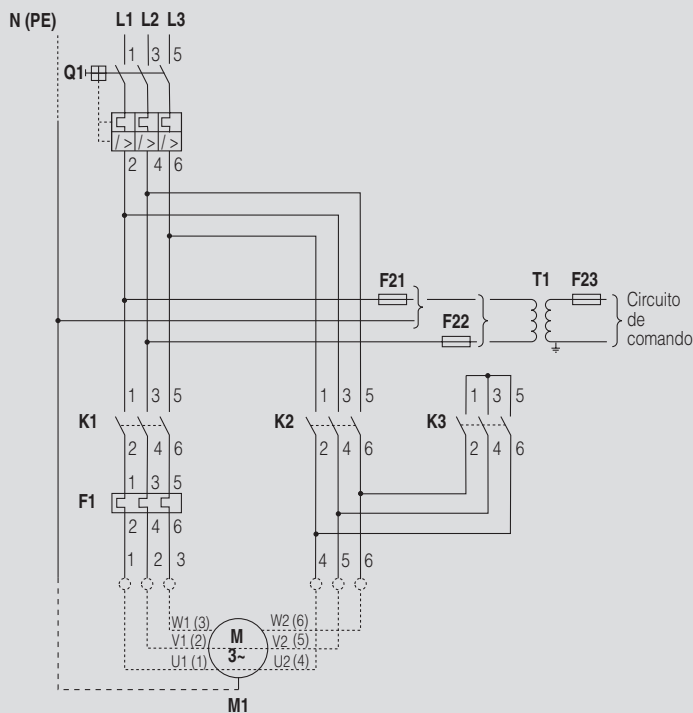 N (PE) L1 L2 L3
1 3 5
Q1
/> /> />
2 4 6
F21 T1 F23
Circuito
de
comando
F22
1 3 5 1 3 5 1 3 5
K1 K2 K3
2 4 6 2 4 6 2 4 6
1 3 5
F1
2 4 6
1 2 3 4 5 6
W1 (3) W2 (6)
V1 (2) M V2 (5)
3~
U1 (1) U2 (4)
M1